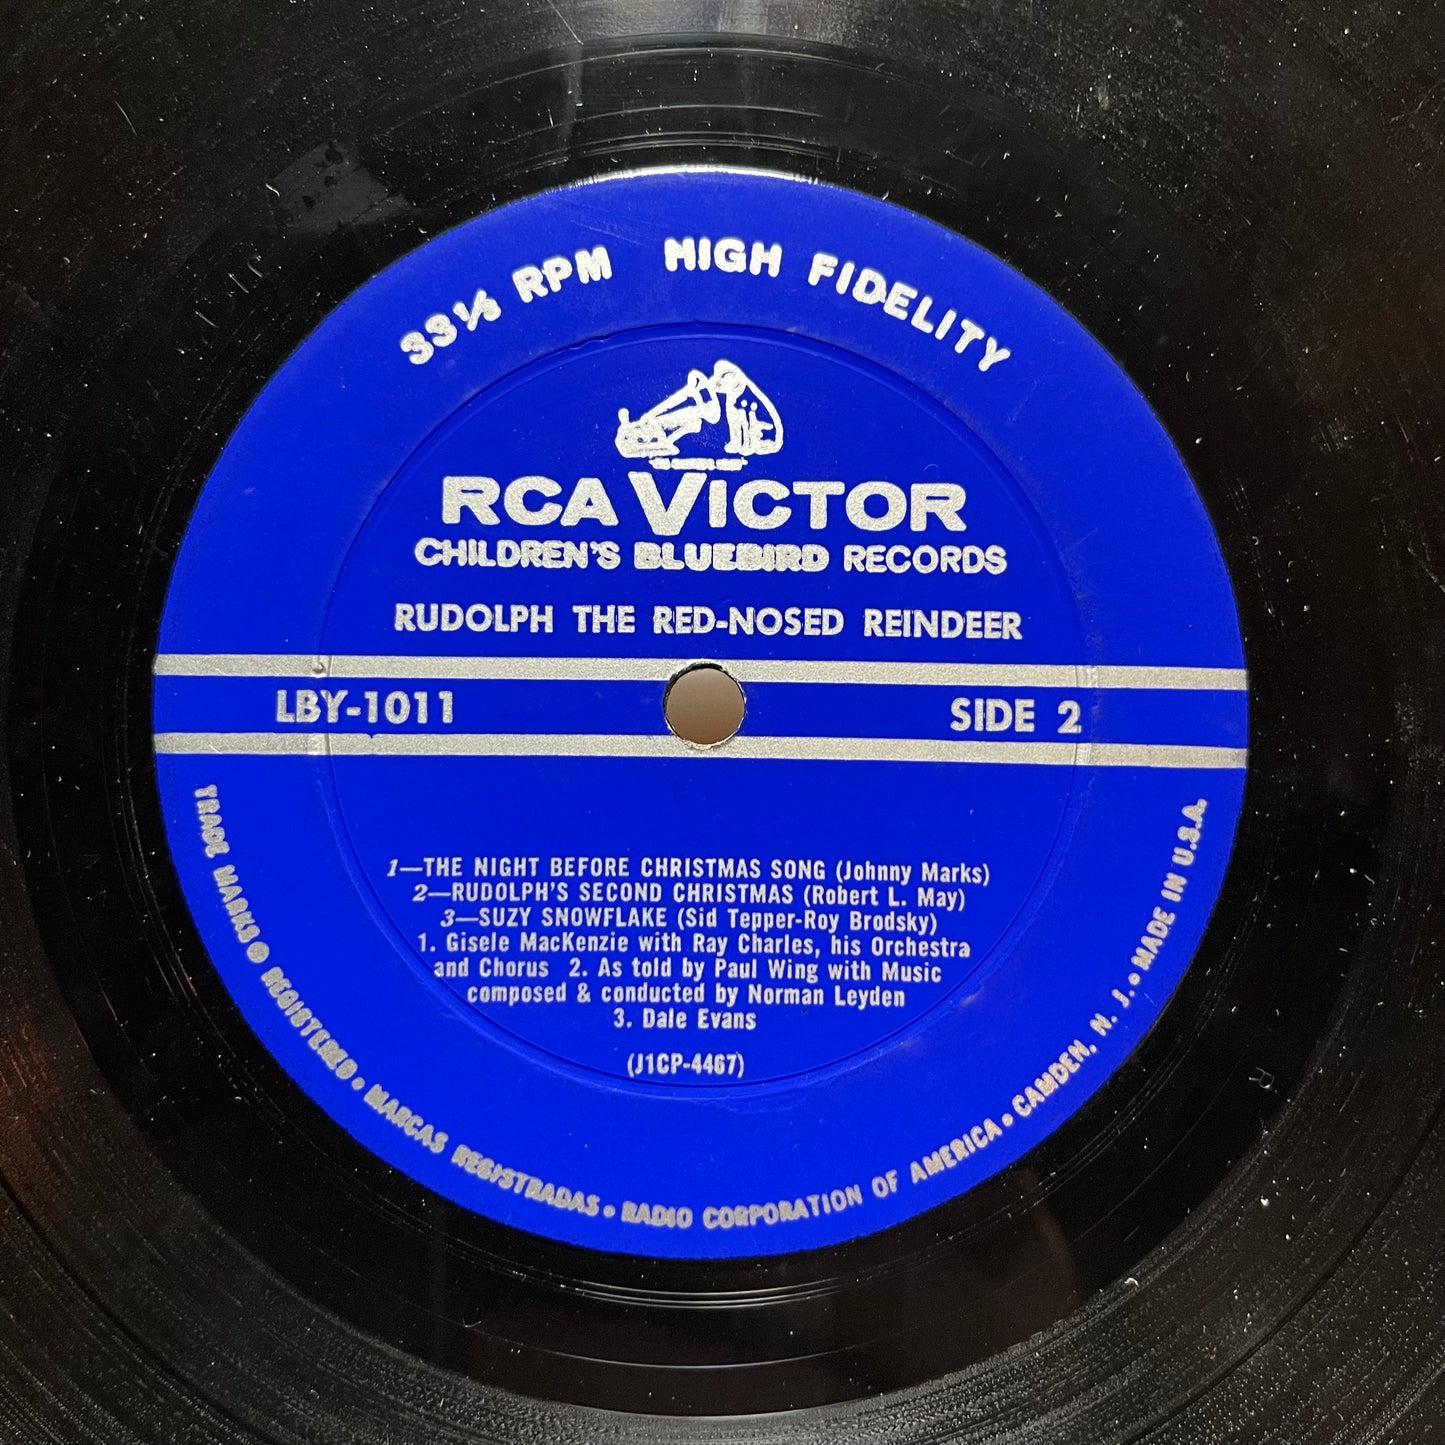 33⅓ RPM HIGH FIDELITY
RCA VICTOR
CHILDREN'S BLUEBIRD RECORDS
RUDOLPH THE RED-NOSED REINDEER
LBY-1011 SIDE 2
1—THE NIGHT BEFORE CHRISTMAS SONG (Johnny Marks)
2—RUDOLPH'S SECOND CHRISTMAS (Robert L. May)
3—SUZY SNOWFLAKE (Sid Tepper-Roy Brodsky)
1. Gisele MacKenzie with Ray Charles, his Orchestra
and Chorus 2. As told by Paul Wing with Music
composed & conducted by Norman Leyden
3. Dale Evans
(J1CP-4467)
TRADE MARKS ® REGISTERED • MARCAS REGISTRADAS • RADIO CORPORATION OF AMERICA • CAMDEN, N. J. • MADE IN U.S.A.